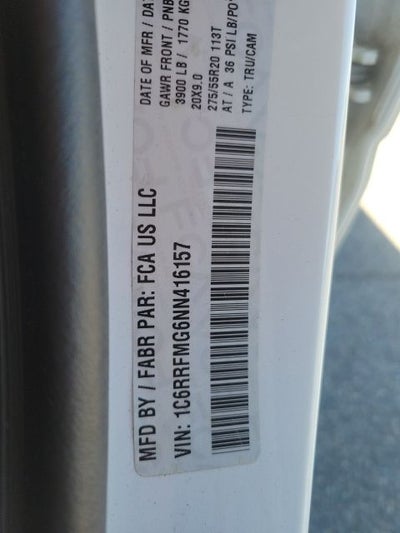 DATE OF MFR / DAT
GAWR FRONT / PNB
3900 LB / 1770 KG
20X9.0
275/55R20 113T
AT / A 36 PSI LB/PO
TYPE: TRU/CAM
MFD BY / FABR PAR: FCA US LLC
VIN: 1C6RRFMG6NN416157